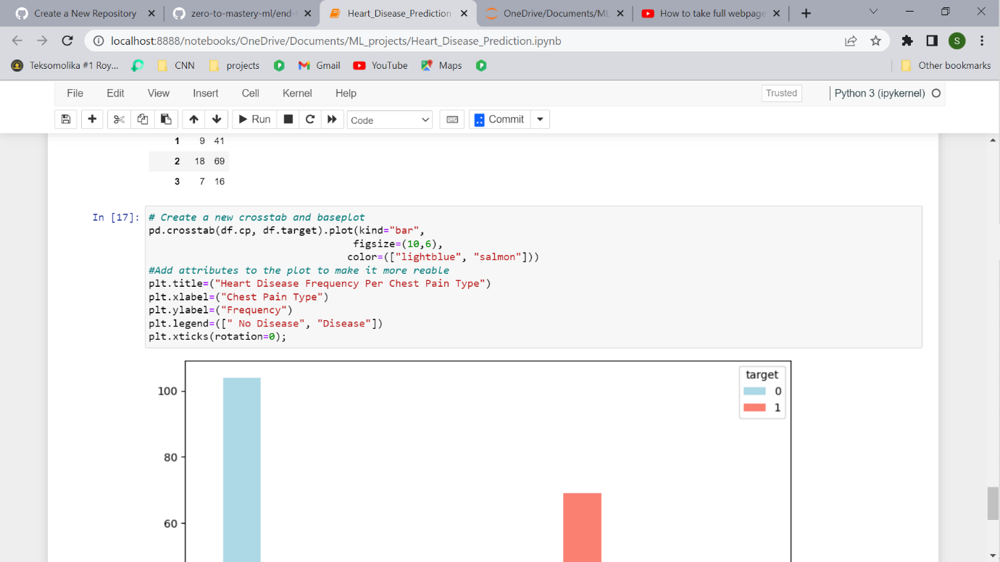 Create a New Repository
zero-to-mastery-ml/end-
Heart_Disease_Prediction
OneDrive/Documents/ML
How to take full webpage
localhost:8888/notebooks/OneDrive/Documents/ML_projects/Heart_Disease_Prediction.ipynb
S
Teksomolika #1 Roy...
CNN
projects
Gmail
YouTube
Maps
Other bookmarks
File Edit View Insert Cell Kernel Help
Trusted
Python 3 (ipykernel)
Run
Code
Commit
1 9 41
2 18 69
3 7 16
In [17]:
# Create a new crosstab and baseplot
pd.crosstab(df.cp, df.target).plot(kind="bar",
figsize=(10,6),
color=(["lightblue", "salmon"]))
#Add attributes to the plot to make it more reable
plt.title=("Heart Disease Frequency Per Chest Pain Type")
plt.xlabel=("Chest Pain Type")
plt.ylabel=("Frequency")
plt.legend=([" No Disease", "Disease"])
plt.xticks(rotation=0);
target
0
1
100
80
60